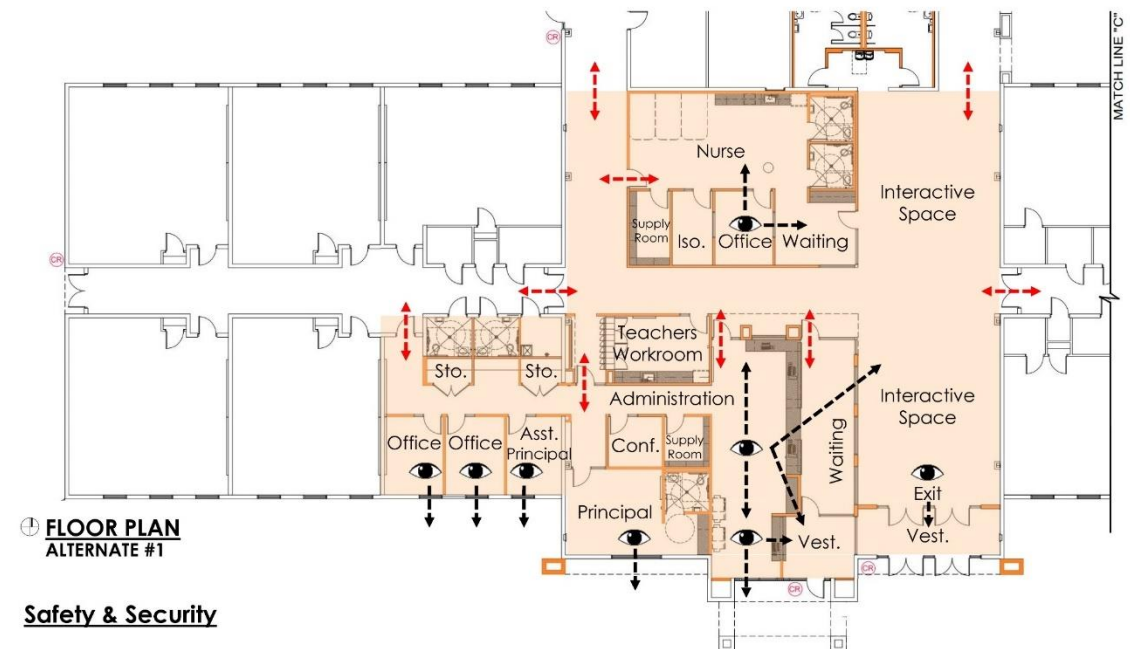 CR
MATCH LINE "C"
Nurse
Interactive
Space
Supply
Room
Iso.
Office
Waiting
CR
Teachers
Workroom
Sto.
Sto.
Administration
Interactive
Space
Office
Office
Asst.
Principal
Conf.
Supply
Room
Waiting
Exit
Principal
Vest.
Vest.
FLOOR PLAN
ALTERNATE #1
CR
CR
Safety & Security